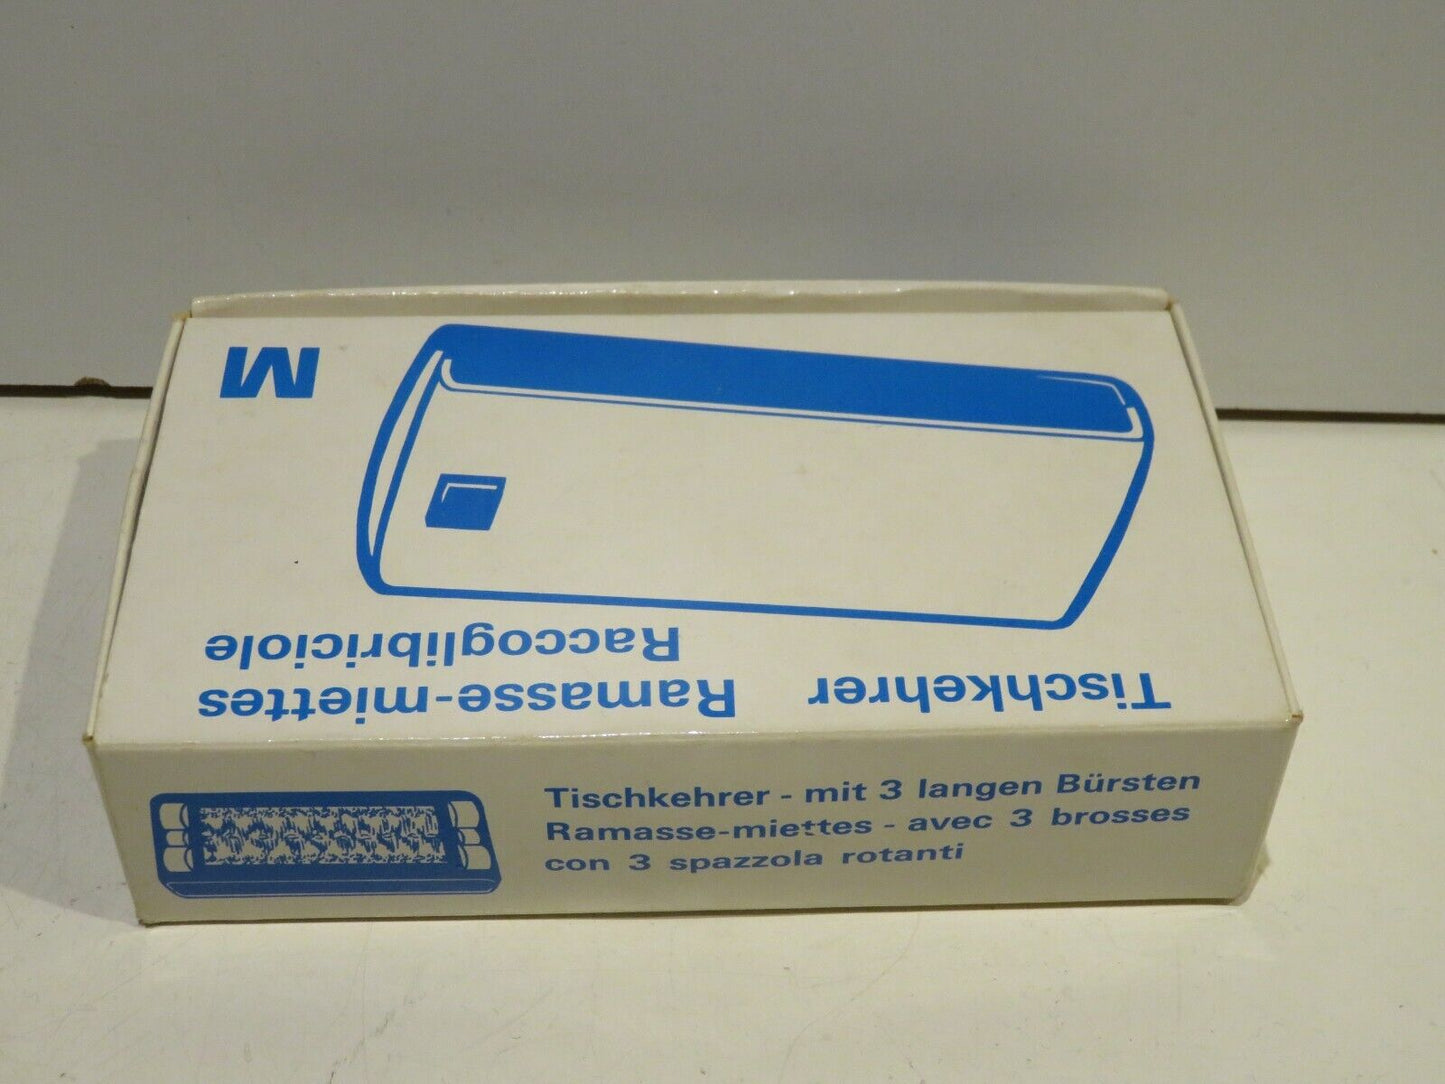 Tischkehrer
Ramasse-miettes
Raccoglibriciole
M
Tischkehrer - mit 3 langen Bürsten
Ramasse-miettes - avec 3 brosses
con 3 spazzola rotanti